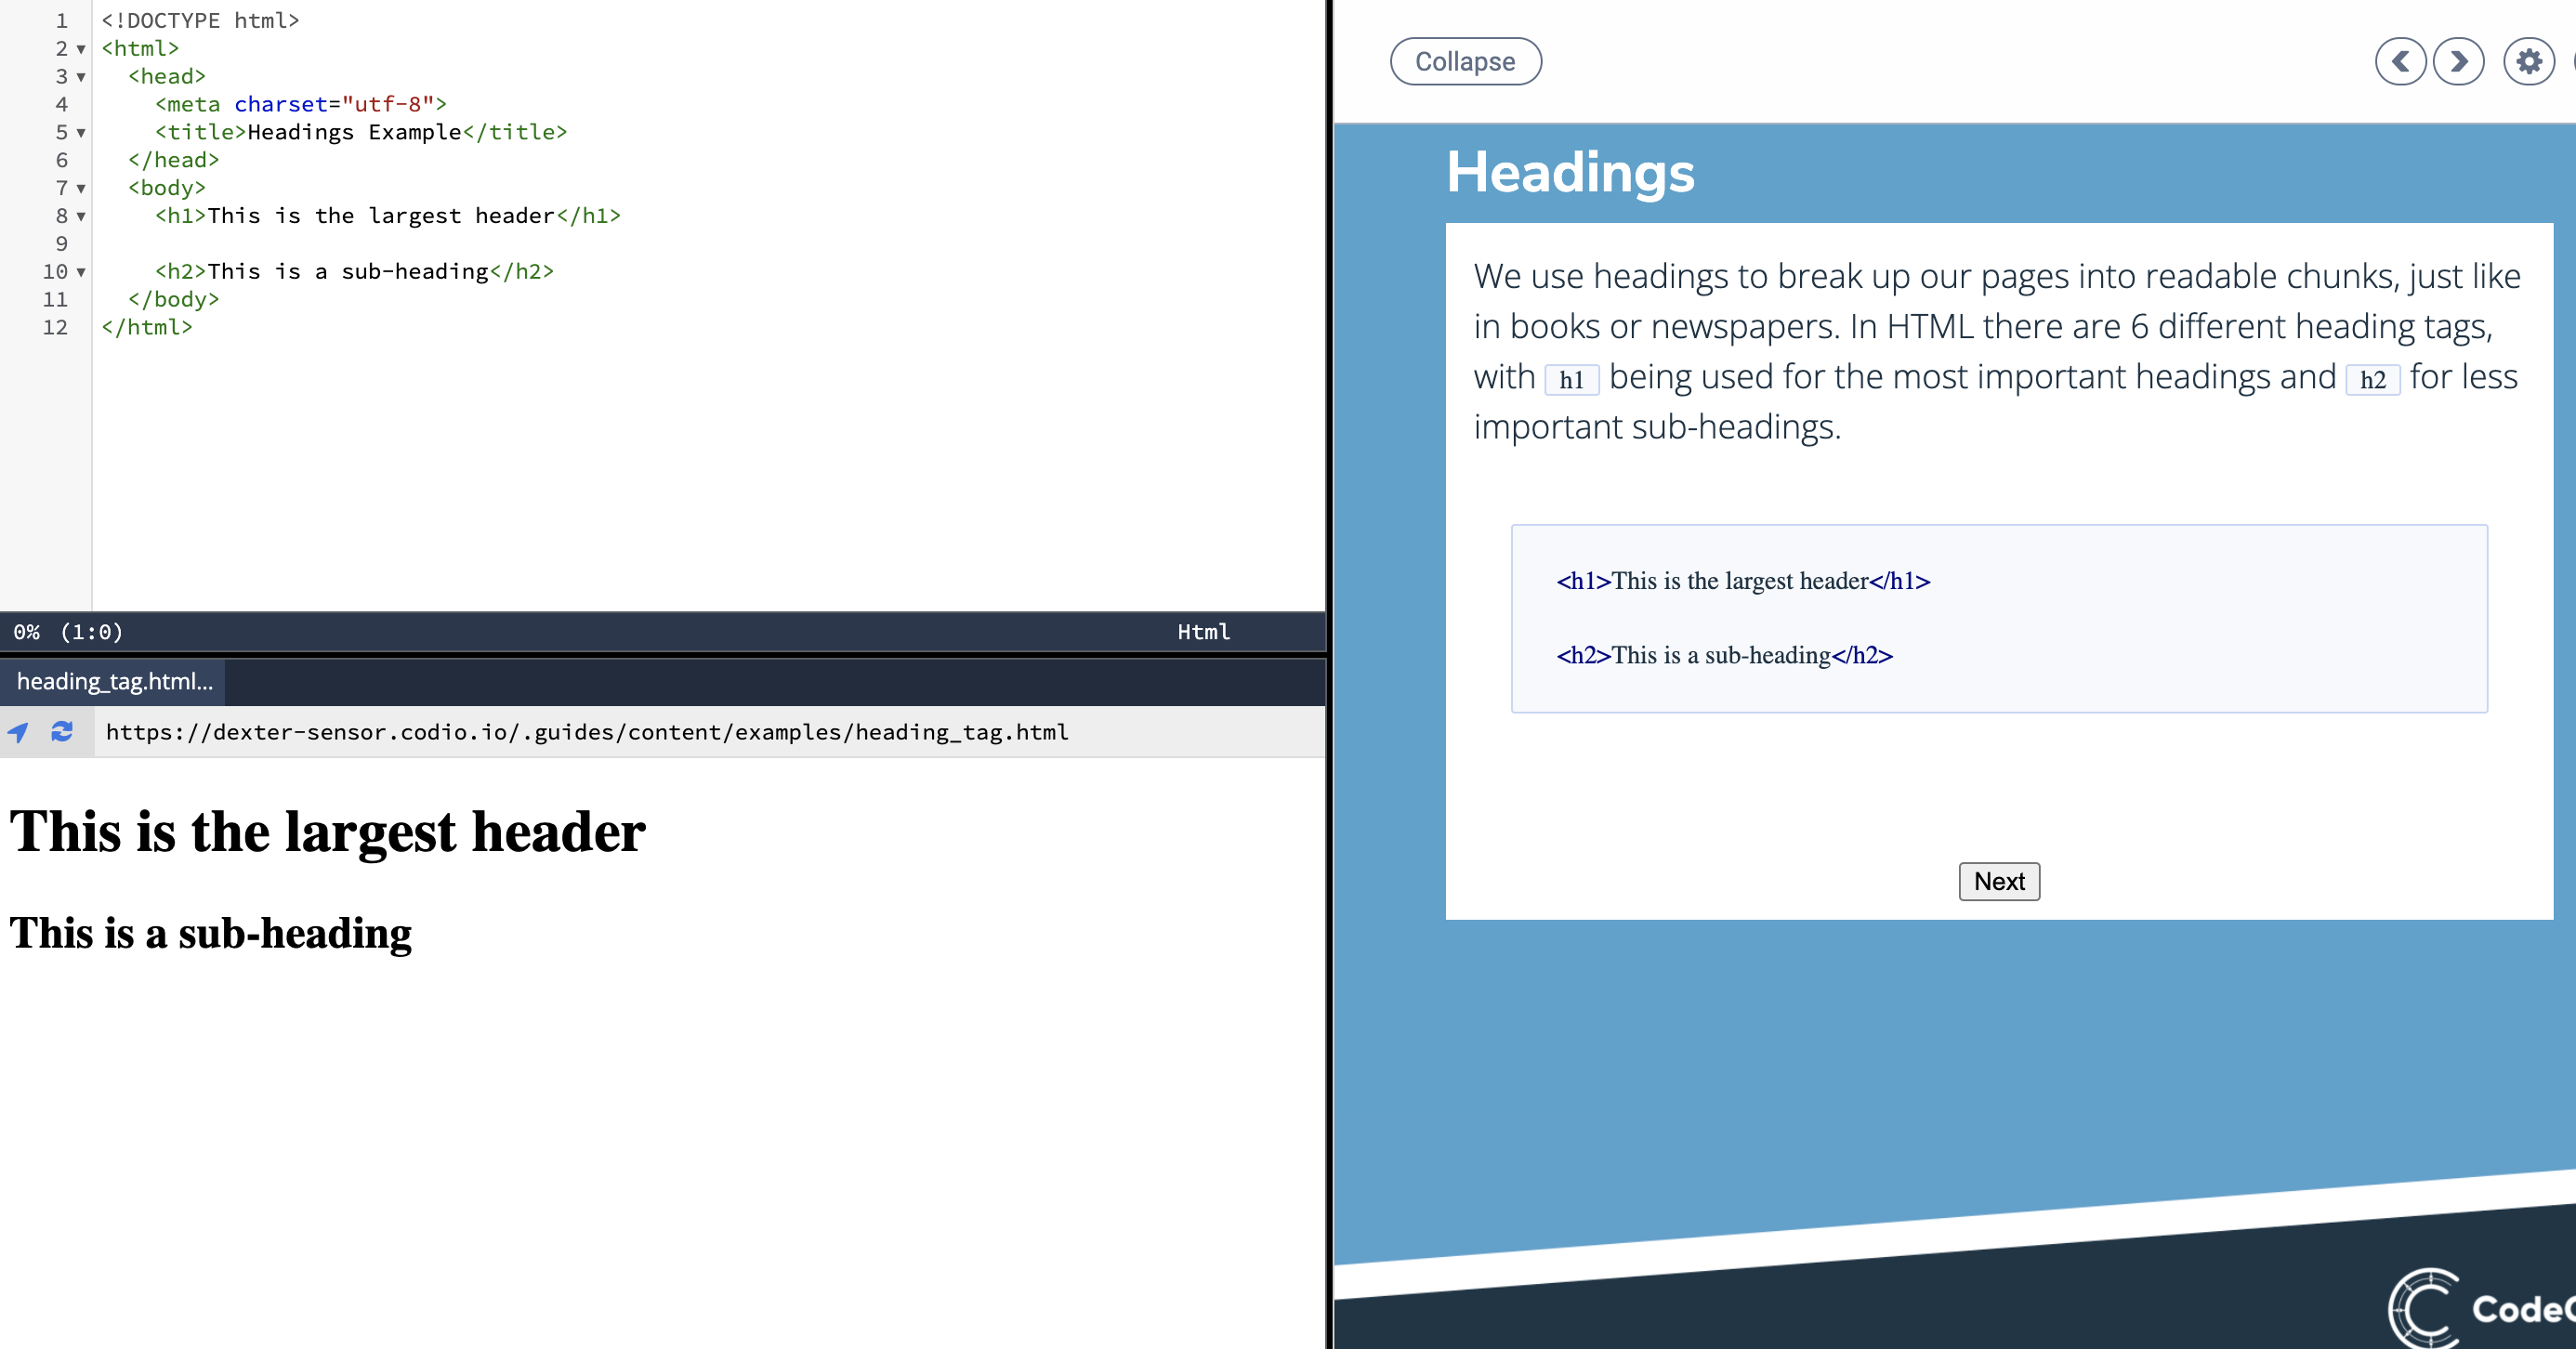 1 <!DOCTYPE html>
2 <html>
3 <head>
4 <meta charset="utf-8">
5 <title>Headings Example</title>
6 </head>
7 <body>
8 <h1>This is the largest header</h1>
9
10 <h2>This is a sub-heading</h2>
11 </body>
12 </html>
0% (1:0) Html
heading_tag.html...
https://dexter-sensor.codio.io/.guides/content/examples/heading_tag.html
This is the largest header
This is a sub-heading
Collapse
Headings
We use headings to break up our pages into readable chunks, just like
in books or newspapers. In HTML there are 6 different heading tags,
with h1 being used for the most important headings and h2 for less
important sub-headings.
<h1>This is the largest header</h1>
<h2>This is a sub-heading</h2>
Next